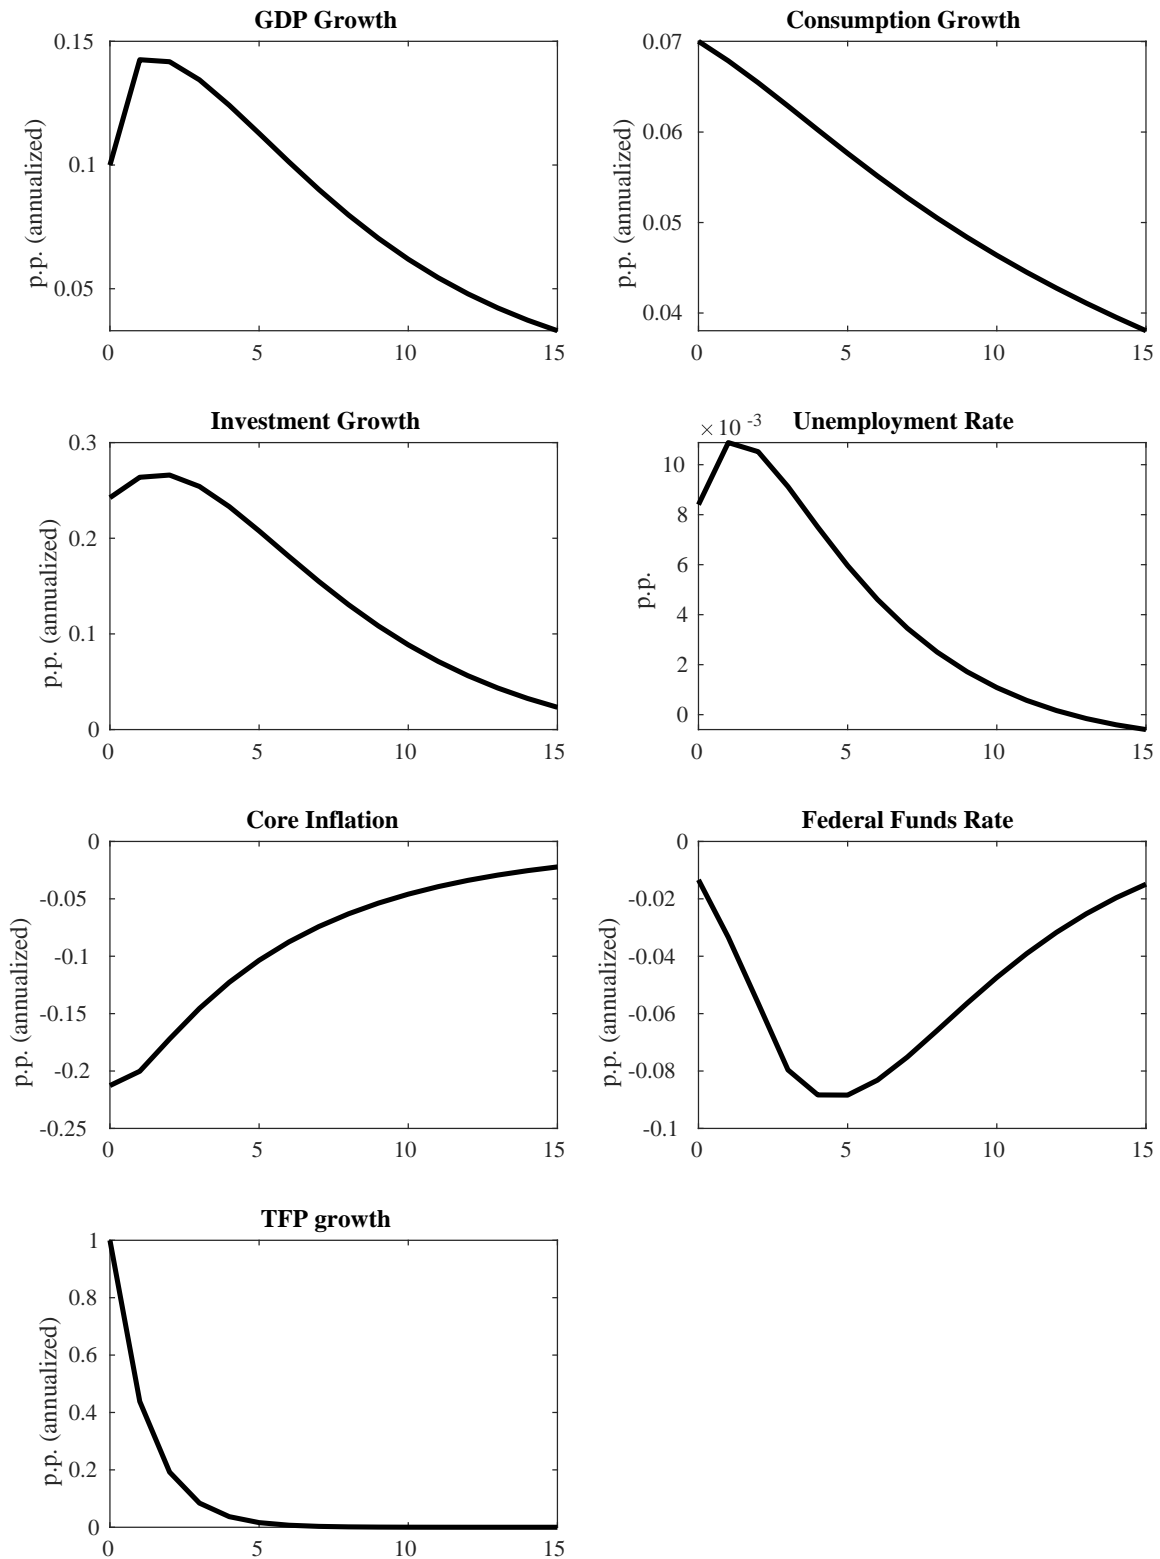 GDP Growth
p.p. (annualized)
0.15
0.1
0.05
0 5 10 15
Consumption Growth
p.p. (annualized)
0.07
0.06
0.05
0.04
0 5 10 15
Investment Growth
p.p. (annualized)
0.3
0.2
0.1
0
0 5 10 15
Unemployment Rate
×10 -3
p.p.
10
8
6
4
2
0
0 5 10 15
Core Inflation
p.p. (annualized)
0
-0.05
-0.1
-0.15
-0.2
-0.25
0 5 10 15
Federal Funds Rate
p.p. (annualized)
0
-0.02
-0.04
-0.06
-0.08
-0.1
0 5 10 15
TFP growth
p.p. (annualized)
1
0.8
0.6
0.4
0.2
0
0 5 10 15